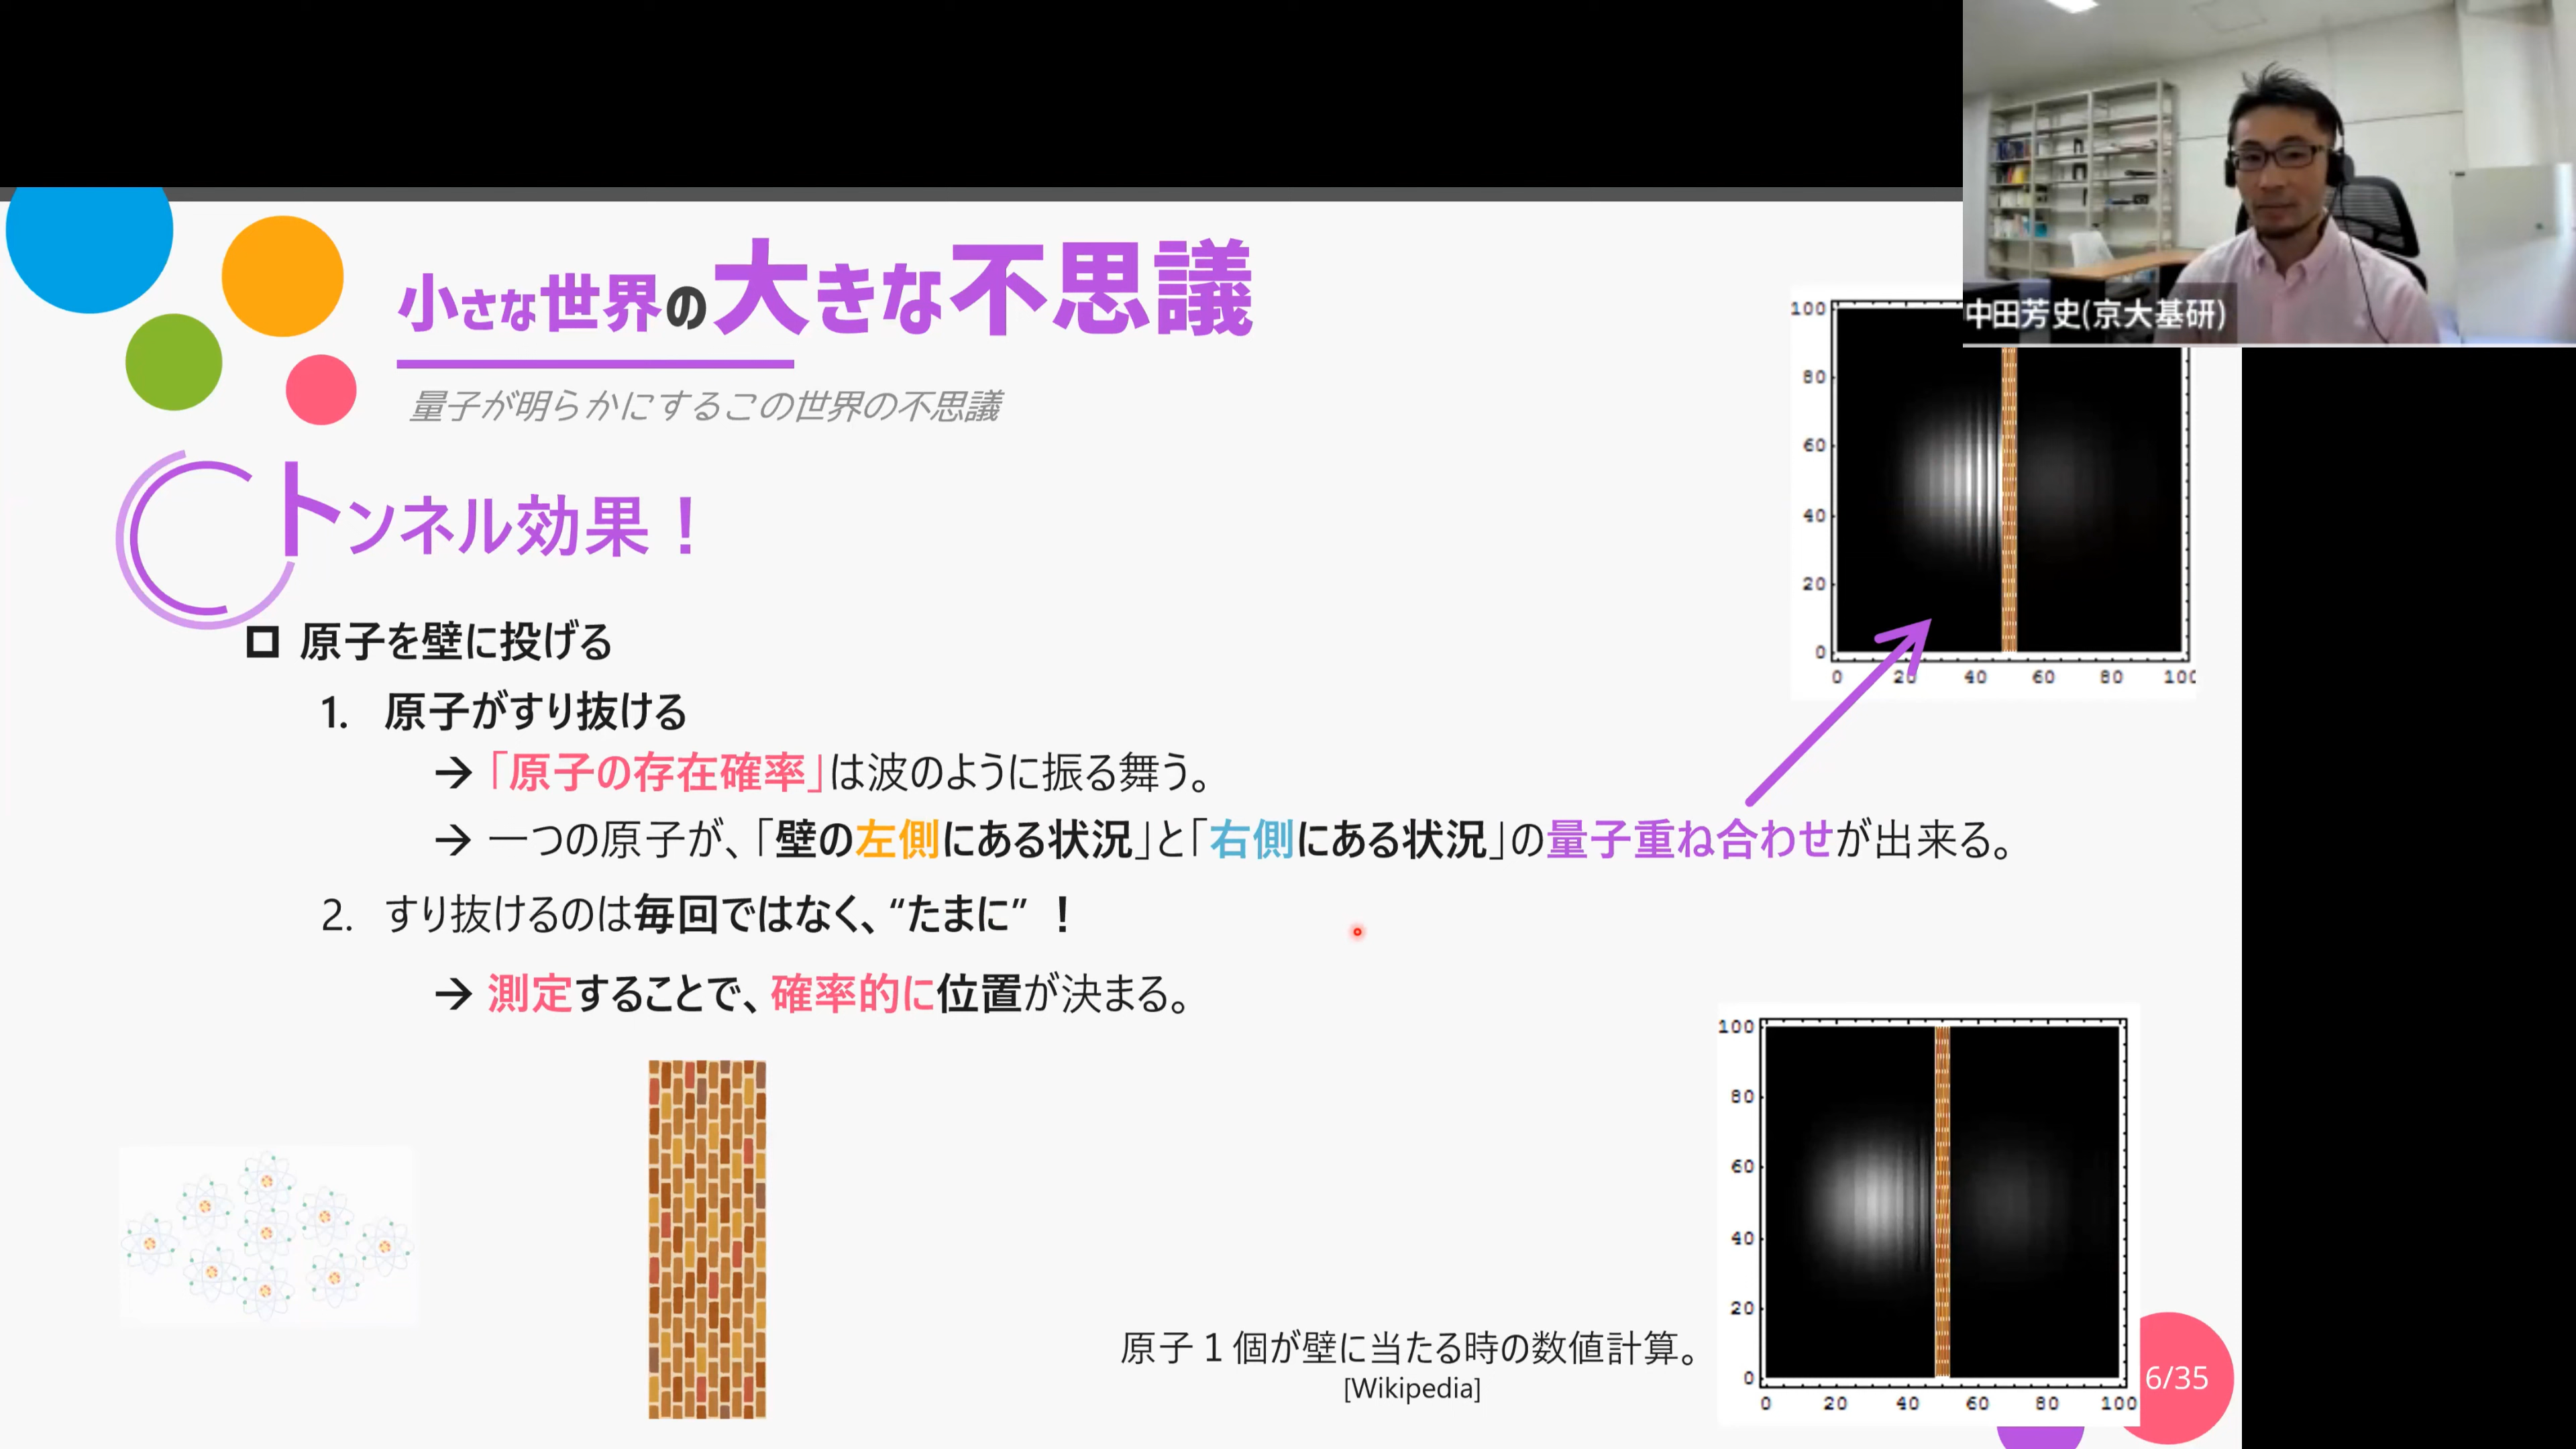 小さな世界の大きな不思議
量子が明らかにするこの世界の不思議
トンネル効果！
原子を壁に投げる
1. 原子がすり抜ける
→「原子の存在確率」は波のように振る舞う。
→ 一つの原子が、「壁の左側にある状況」と「右側にある状況」の量子重ね合わせが出来る。
2. すり抜けるのは毎回ではなく、“たまに” ！
→ 測定することで、確率的に位置が決まる。
中田芳史(京大基研)
100
80
60
40
20
0
0 20 40 60 80 100
原子 1 個が壁に当たる時の数値計算。
[Wikipedia]
100
80
60
40
20
0
0 20 40 60 80 100
6/35